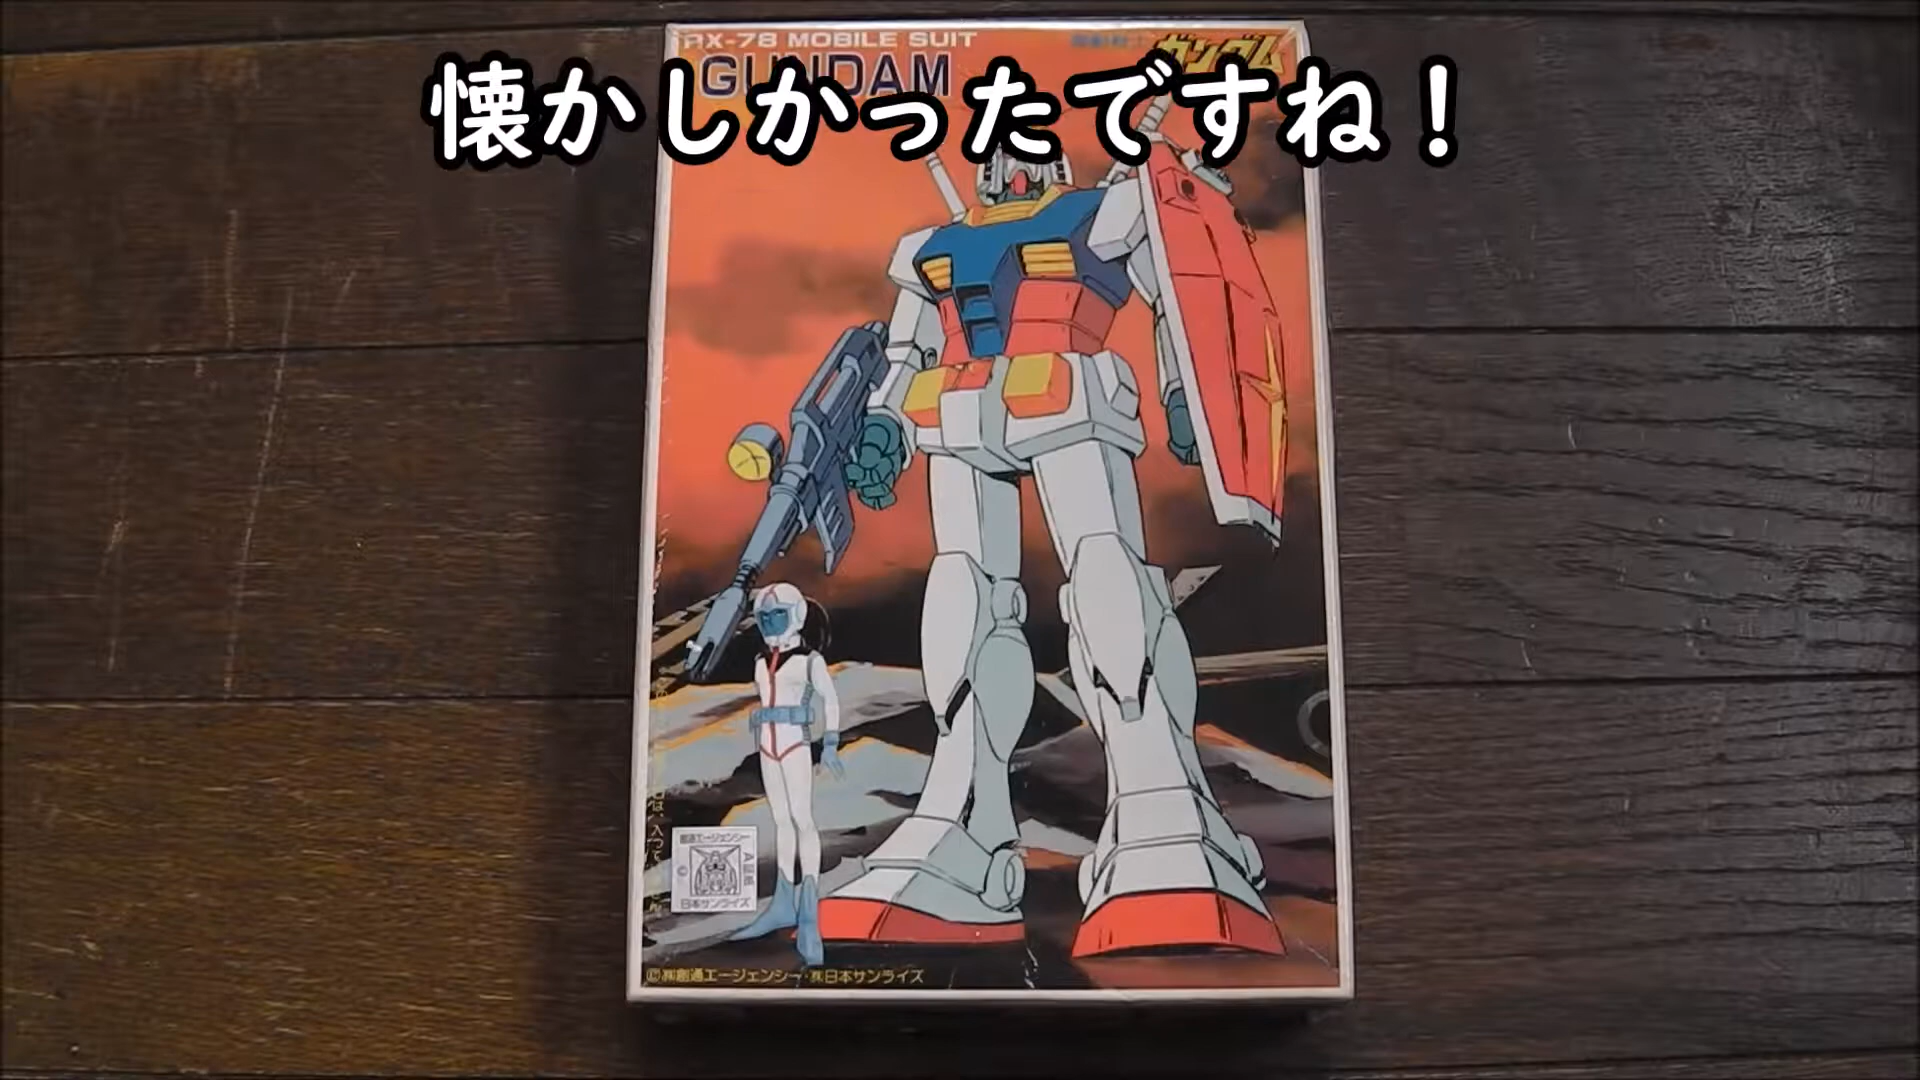 RX-78 MOBILE SUIT
GUNDAM
ガンダム
懐かしかったですね！
創通エージェンシー
A
©
日本サンライズ
©㈱創通エージェンシー・㈱日本サンライズ